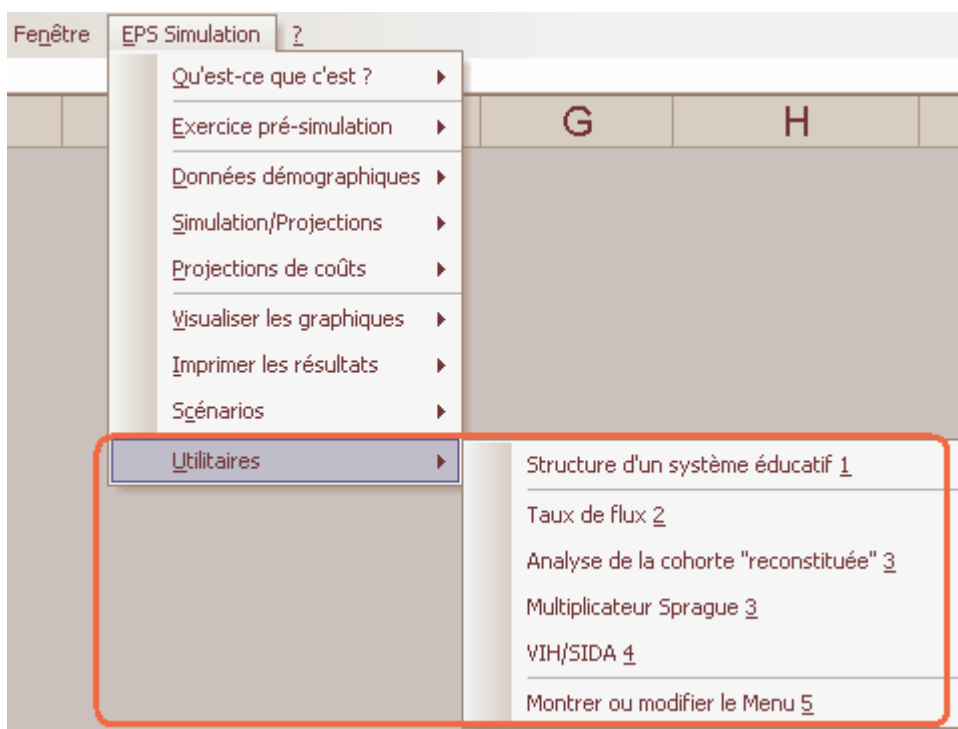 Fenêtre EPS Simulation ?
Qu'est-ce que c'est ?
G H
Exercice pré-simulation
Données démographiques
Simulation/Projections
Projections de coûts
Visualiser les graphiques
Imprimer les résultats
Scénarios
Utilitaires
Structure d'un système éducatif 1
Taux de flux 2
Analyse de la cohorte "reconstituée" 3
Multiplicateur Sprague 3
VIH/SIDA 4
Montrer ou modifier le Menu 5